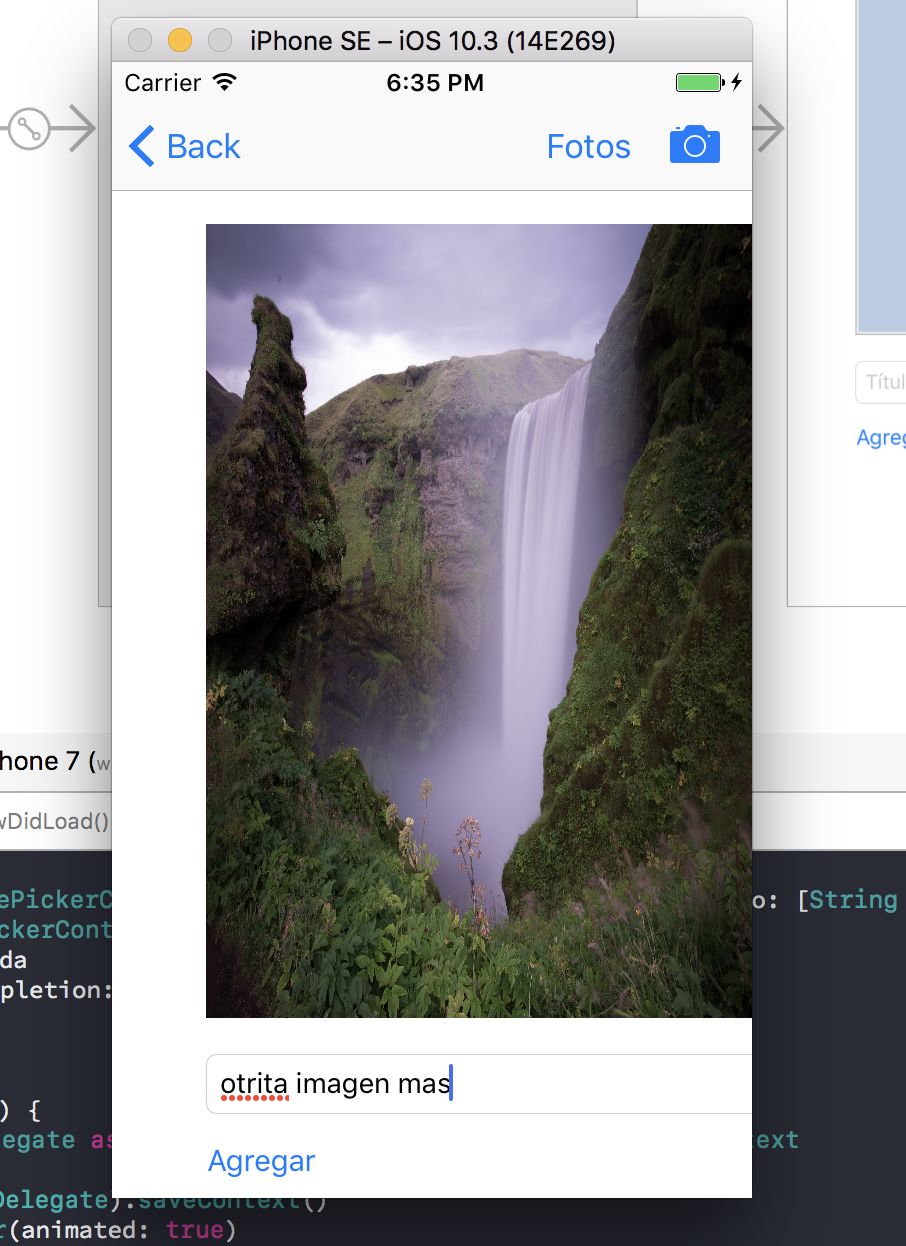 iPhone SE – iOS 10.3 (14E269)
Carrier 6:35 PM
Back Fotos
Títul
Agreg
hone 7 (w
wDidLoad()
ePickerC o: [String
ckerCont
da
pletion:
otrita imagen mas
) {
egate as ext
Agregar
Delegate).saveContext()
r(animated: true)